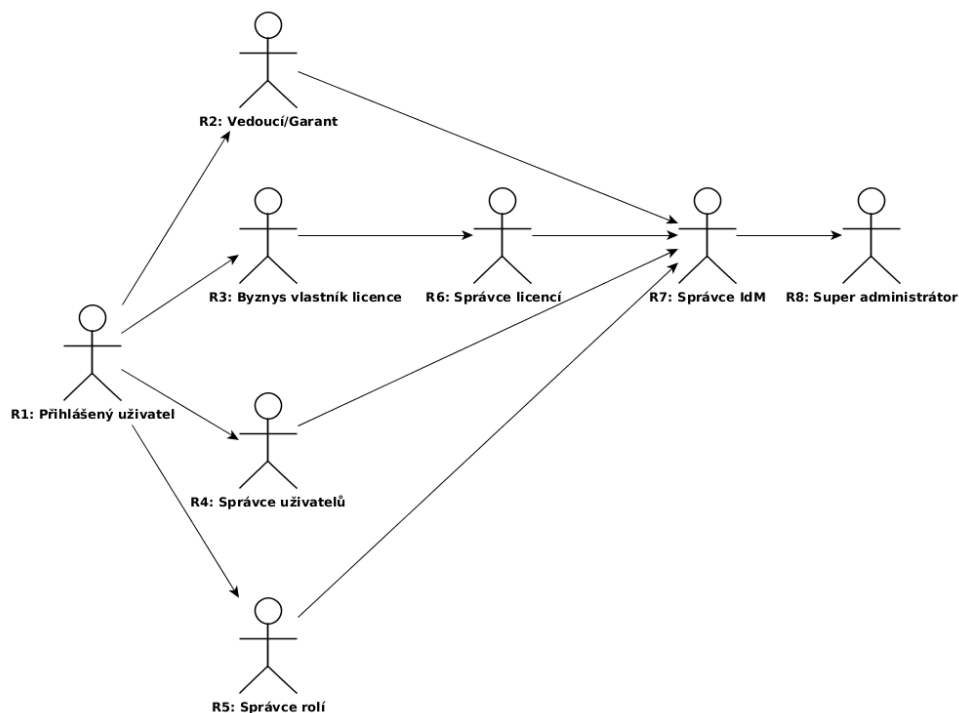 R2: Vedoucí/Garant
R3: Byznys vlastník licence
R6: Správce licencí
R7: Správce IdM
R8: Super administrátor
R1: Přihlášený uživatel
R4: Správce uživatelů
R5: Správce rolí